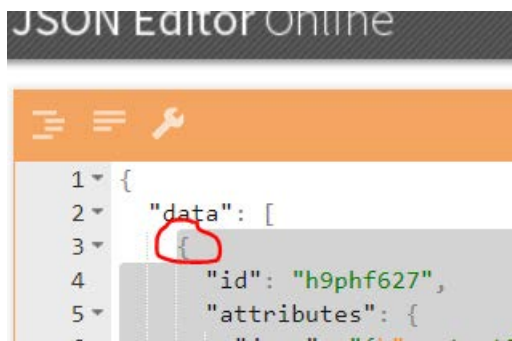 JSON Editor Online
1 {
2 "data": [
3 {
4 "id": "h9phf627",
5 "attributes": {